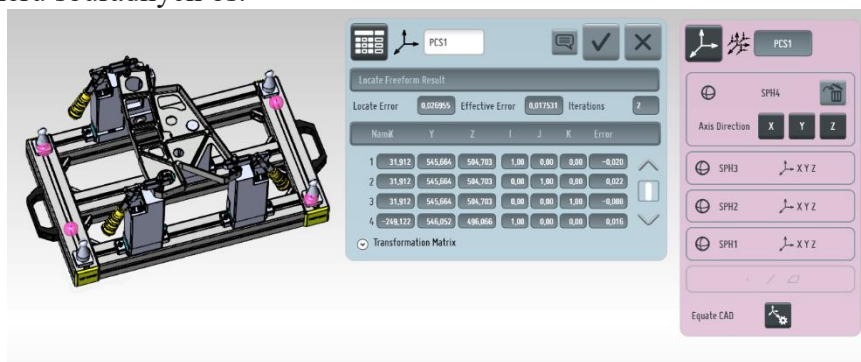 PCS1
Locate Freeform Result
Locate Error 0,026955 Effective Error 0,017531 Iterations 2
Name X Y Z I J K Error
1 31,912 545,664 504,703 1,00 0,00 0,00 -0,020
2 31,912 545,664 504,703 0,00 1,00 0,00 0,022
3 31,912 545,664 504,703 0,00 0,00 1,00 -0,000
4 -249,122 546,052 496,066 1,00 0,00 0,00 0,016
Transformation Matrix
PCS1
SPH4
Axis Direction X Y Z
SPH3 X Y Z
SPH2 X Y Z
SPH1 X Y Z
Equate CAD